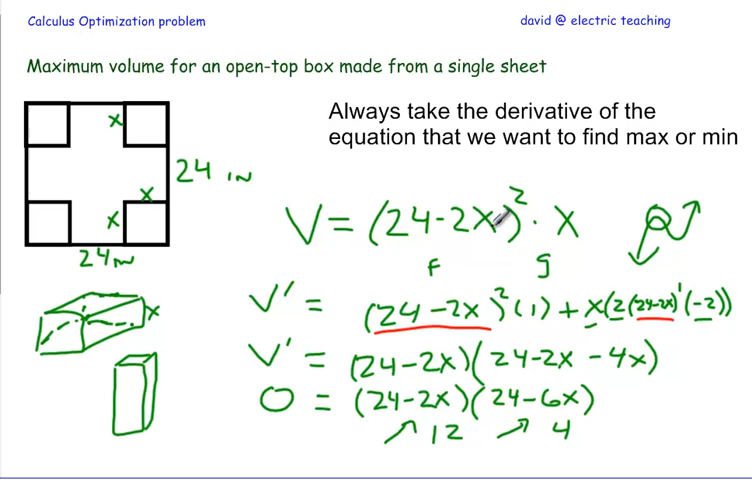 Calculus Optimization problem
david @ electric teaching
Maximum volume for an open-top box made from a single sheet
Always take the derivative of the
equation that we want to find max or min
x
24 IN
x
x
24 IN
V = (24-2x)² · x
f g
V' = (24-2x)²(1) + x(2(24-2x)¹(-2))
x
V' = (24-2x)(24-2x-4x)
0 = (24-2x)(24-6x)
12 4